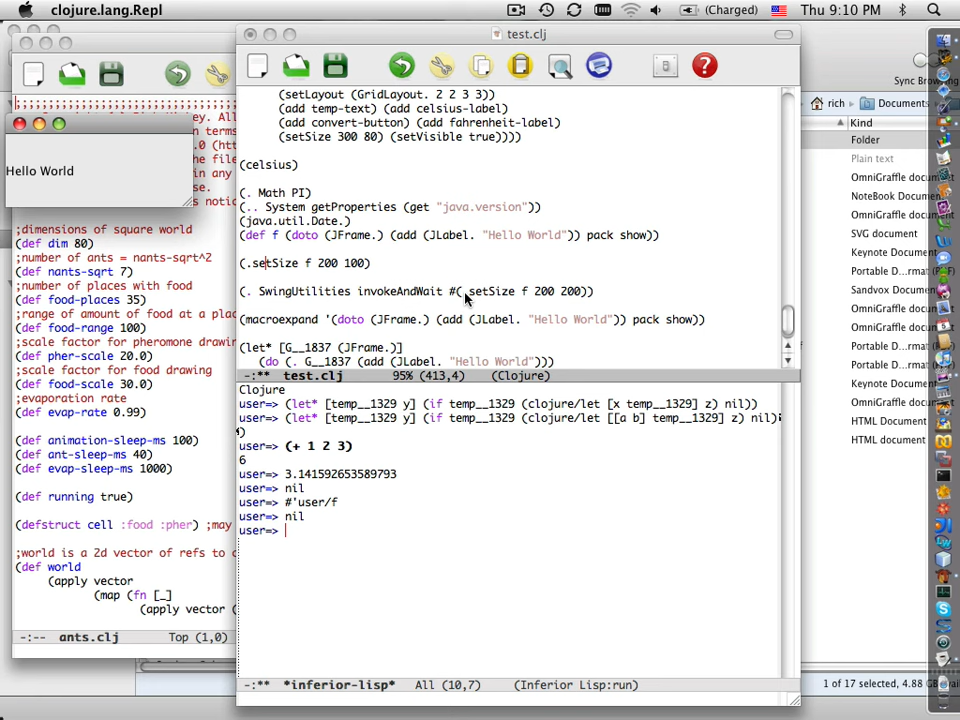 clojure.lang.Repl
(Charged)
Thu 9:10 PM
test.clj
(setLayout (GridLayout. 2 2 3 3))
(add temp-text) (add celsius-label)
(add convert-button) (add fahrenheit-label)
(setSize 300 80) (setVisible true))))
(celsius)
(. Math PI)
(.. System getProperties (get "java.version"))
(java.util.Date.)
(def f (doto (JFrame.) (add (JLabel. "Hello World")) pack show))
(.setSize f 200 100)
(. SwingUtilities invokeAndWait #(.setSize f 200 200))
(macroexpand '(doto (JFrame.) (add (JLabel. "Hello World")) pack show))
(let* [G__1837 (JFrame.)]
(do (. G__1837 (add (JLabel. "Hello World")))
-:** test.clj 95% (413,4) (Clojure)
Clojure
user=> (let* [temp__1329 y] (if temp__1329 (clojure/let [x temp__1329] z) nil))
user=> (let* [temp__1329 y] (if temp__1329 (clojure/let [[a b] temp__1329] z) nil)
)
user=> (+ 1 2 3)
6
user=> 3.141592653589793
user=> nil
user=> #'user/f
user=> nil
user=>
-:** *inferior-lisp* All (10,7) (Inferior Lisp:run)
;;;;;;;;;;;;;;;;;;;;;;;;;;;;;;;;
Hello World
;dimensions of square world
(def dim 80)
;number of ants = nants-sqrt^2
(def nants-sqrt 7)
;number of places with food
(def food-places 35)
;range of amount of food at a plac
(def food-range 100)
;scale factor for pheromone drawin
(def pher-scale 20.0)
;scale factor for food drawing
(def food-scale 30.0)
;evaporation rate
(def evap-rate 0.99)
(def animation-sleep-ms 100)
(def ant-sleep-ms 40)
(def evap-sleep-ms 1000)
(def running true)
(defstruct cell :food :pher) ;may
;world is a 2d vector of refs to c
(def world
(apply vector
(map (fn [_]
(apply vector (
-:-- ants.clj Top (1,0)
Sync Brow
rich
Documents
Kind
Folder
Plain text
OmniGraffle docum
NoteBook Documen
OmniGraffle docum
SVG document
Keynote Document
Portable D...rmat (
Sandvox Document
OmniGraffle docum
OmniGraffle docum
Portable D...rmat (
Keynote Document
OmniGraffle docum
HTML Document
HTML document
1 of 17 selected, 4.88 G